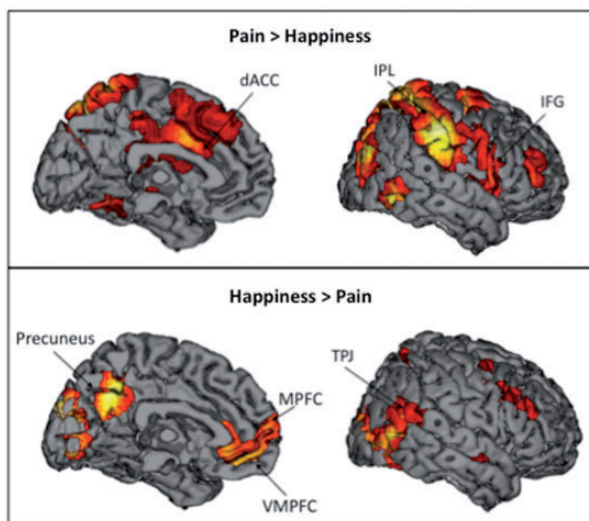 Pain > Happiness
dACC
IPL
IFG
Happiness > Pain
Precuneus
MPFC
VMPFC
TPJ